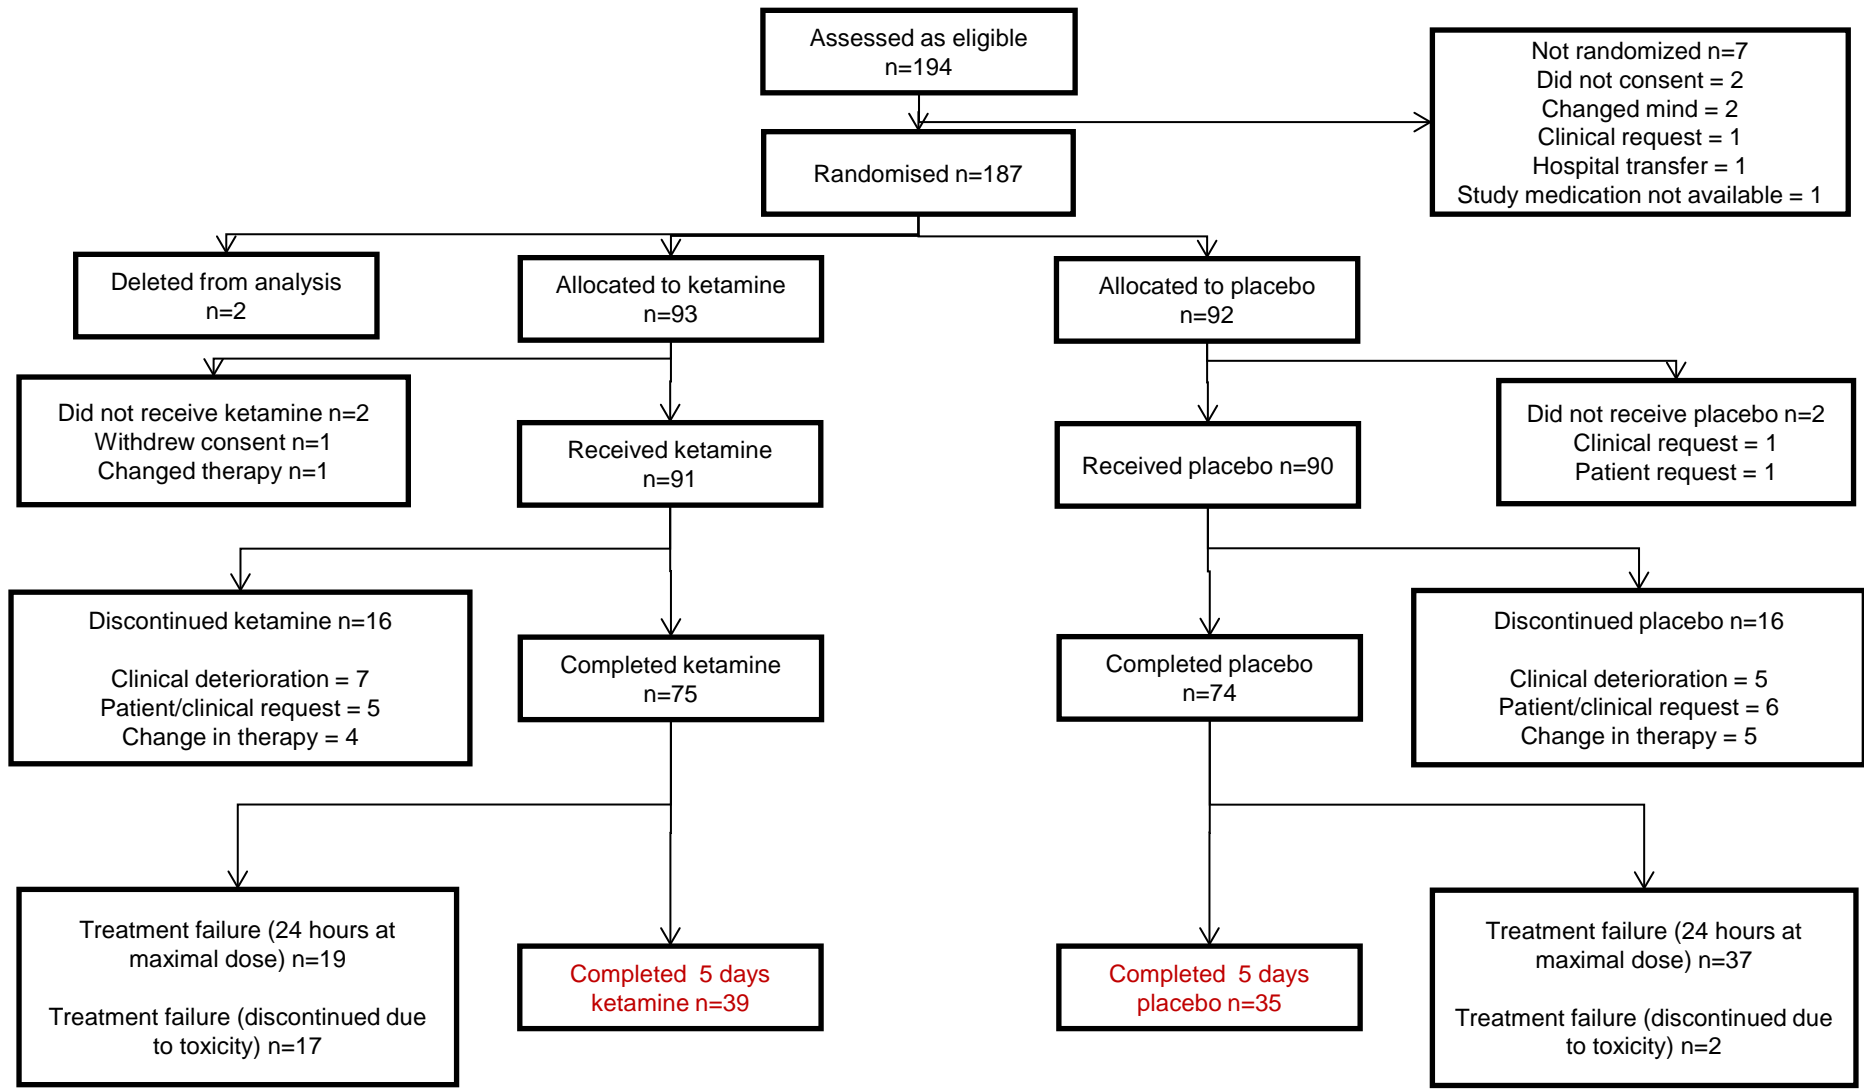 Assessed as eligible
n=194
Not randomized n=7
Did not consent = 2
Changed mind = 2
Clinical request = 1
Hospital transfer = 1
Study medication not available = 1
Randomised n=187
Deleted from analysis
n=2
Allocated to ketamine
n=93
Allocated to placebo
n=92
Did not receive ketamine n=2
Withdrew consent n=1
Changed therapy n=1
Received ketamine
n=91
Received placebo n=90
Did not receive placebo n=2
Clinical request = 1
Patient request = 1
Discontinued ketamine n=16
Clinical deterioration = 7
Patient/clinical request = 5
Change in therapy = 4
Completed ketamine
n=75
Completed placebo
n=74
Discontinued placebo n=16
Clinical deterioration = 5
Patient/clinical request = 6
Change in therapy = 5
Treatment failure (24 hours at
maximal dose) n=19
Treatment failure (discontinued due
to toxicity) n=17
Completed 5 days
ketamine n=39
Completed 5 days
placebo n=35
Treatment failure (24 hours at
maximal dose) n=37
Treatment failure (discontinued due
to toxicity) n=2